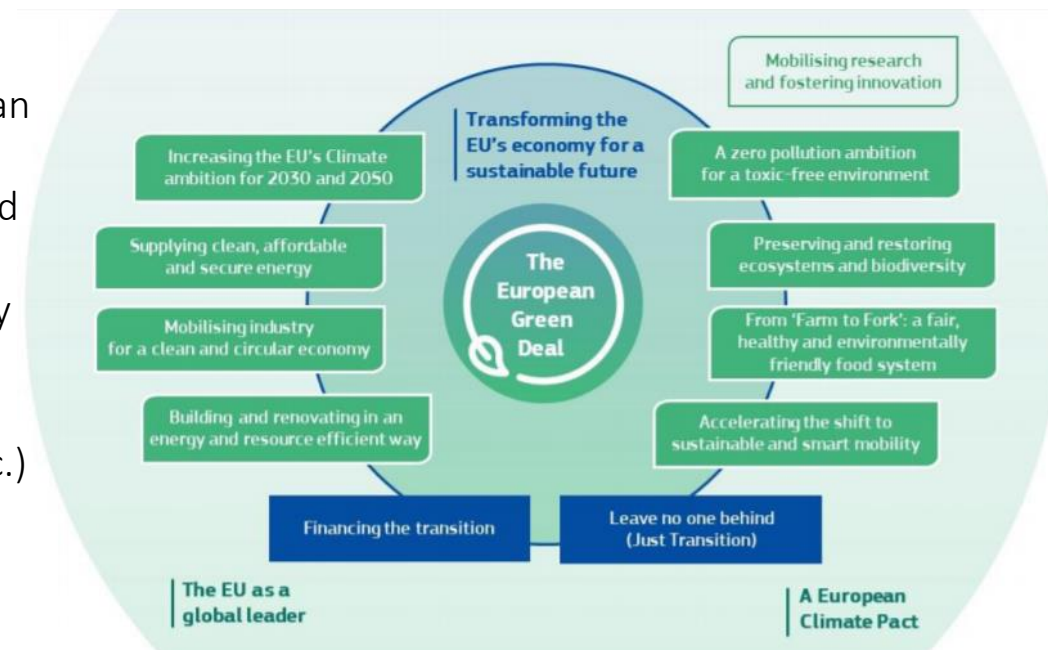 an
d
y
c.)
Mobilising research
and fostering innovation
Transforming the
EU's economy for a
sustainable future
Increasing the EU's Climate
ambition for 2030 and 2050
A zero pollution ambition
for a toxic-free environment
Supplying clean, affordable
and secure energy
Preserving and restoring
ecosystems and biodiversity
The
European
Green
Deal
Mobilising industry
for a clean and circular economy
From 'Farm to Fork': a fair,
healthy and environmentally
friendly food system
Building and renovating in an
energy and resource efficient way
Accelerating the shift to
sustainable and smart mobility
Financing the transition
Leave no one behind
(Just Transition)
The EU as a
global leader
A European
Climate Pact